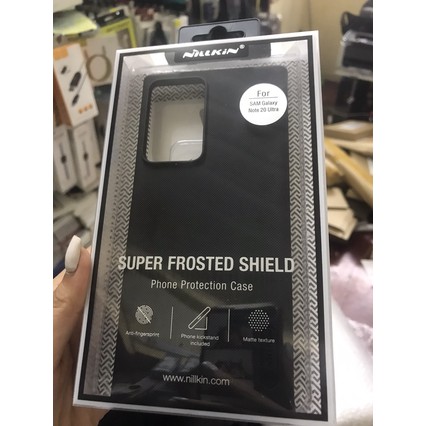 NILLKIN
For
SAM Galaxy
Note 20 Ultra
SUPER FROSTED SHIELD
Phone Protection Case
Anti-fingerprint
Phone kickstand
included
Matte texture
www.nillkin.com